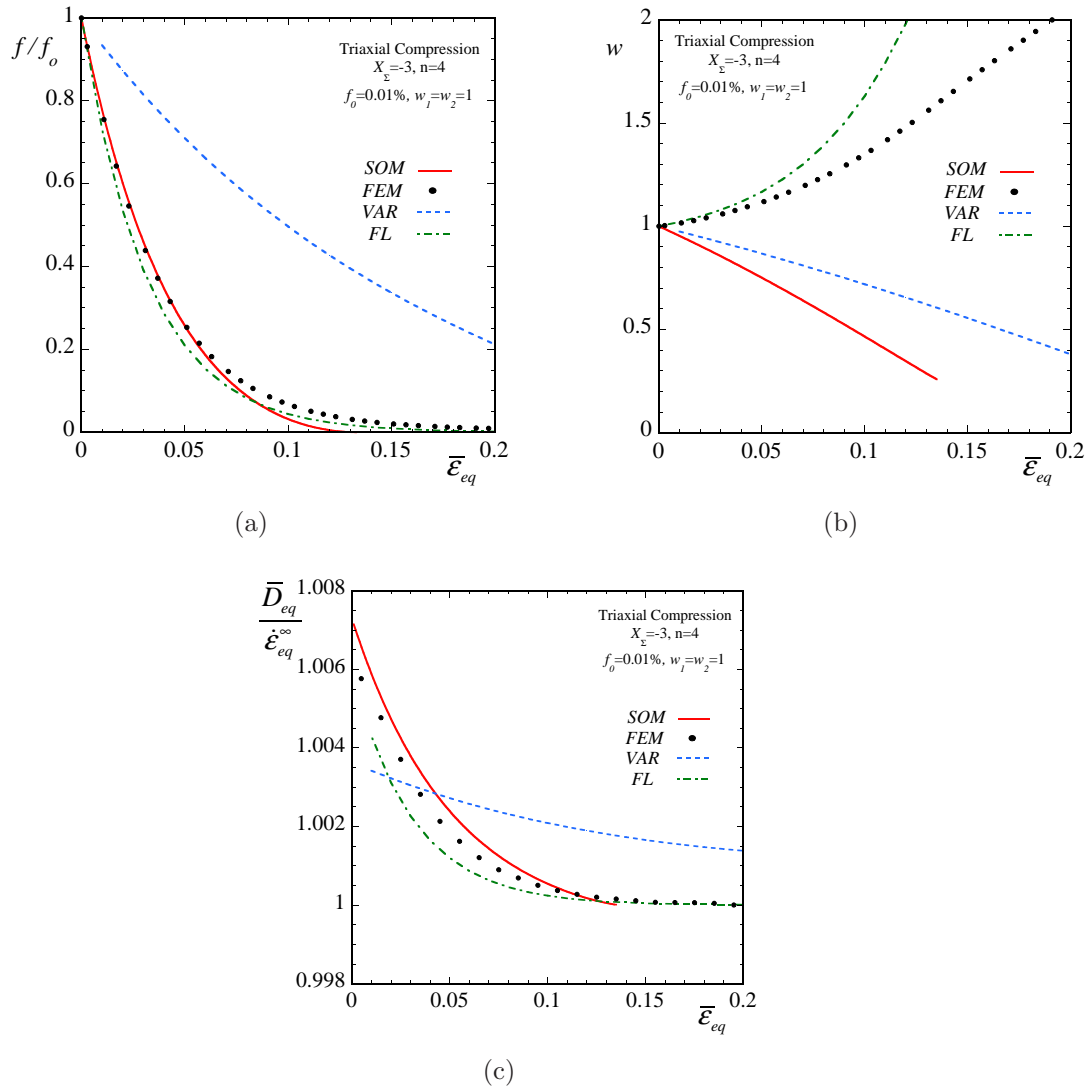 f/f_o
1
0.8
0.6
0.4
0.2
0
0
0.05
0.1
0.15
0.2
ε̅_eq
Triaxial Compression
X_Σ=-3, n=4
f_0=0.01%, w_1=w_2=1
SOM
FEM
VAR
FL
(a)
w
2
1.5
1
0.5
0
0
0.05
0.1
0.15
0.2
ε̅_eq
Triaxial Compression
X_Σ=-3, n=4
f_0=0.01%, w_1=w_2=1
SOM
FEM
VAR
FL
(b)
D̅_eq
ε̇_eq^∞
1.008
1.006
1.004
1.002
1
0.998
0
0.05
0.1
0.15
0.2
ε̅_eq
Triaxial Compression
X_Σ=-3, n=4
f_0=0.01%, w_1=w_2=1
SOM
FEM
VAR
FL
(c)